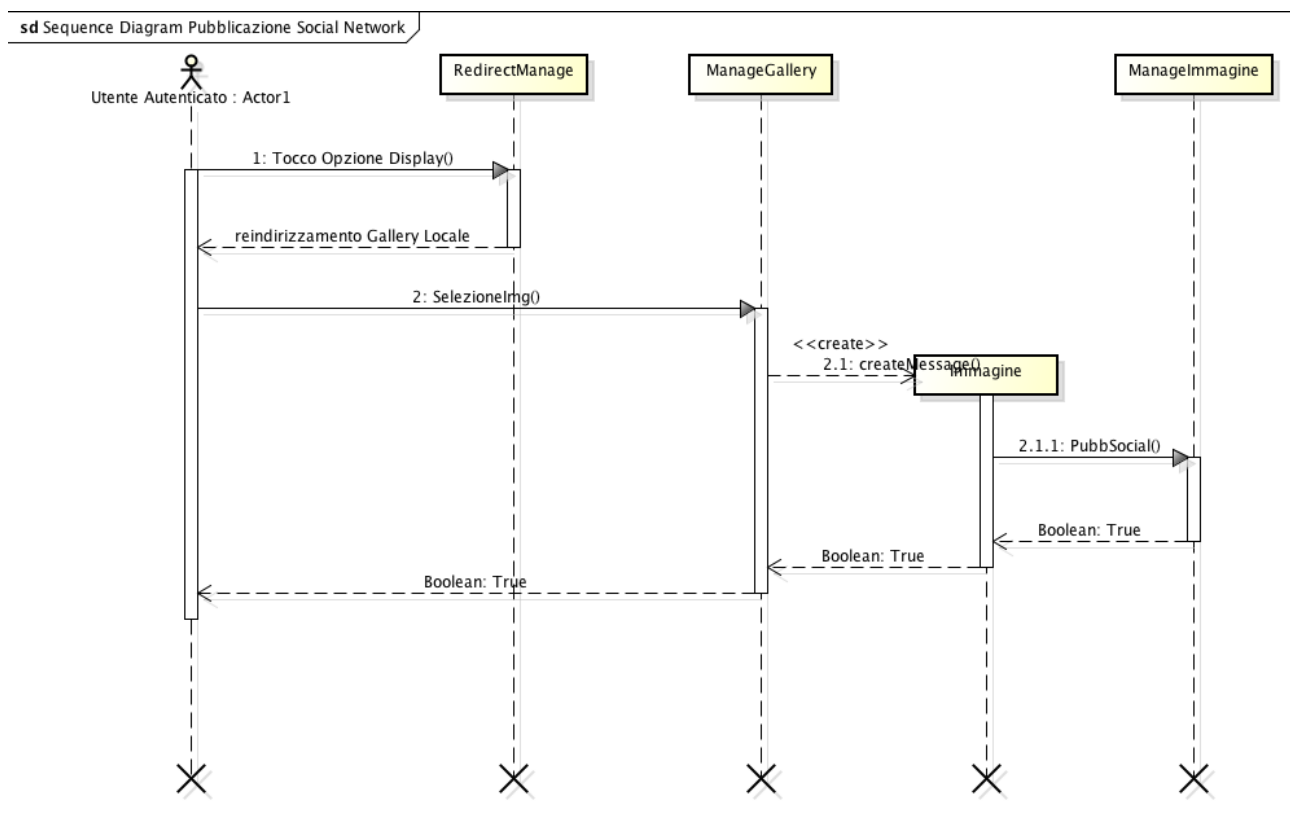 sd Sequence Diagram Pubblicazione Social Network
RedirectManage
ManageGallery
ManageImmagine
Utente Autenticato : Actor1
1: Tocco Opzione Display()
reindirizzamento Gallery Locale
2: SelezioneImg()
<<create>>
2.1: createMessage()
Immagine
2.1.1: PubbSocial()
Boolean: True
Boolean: True
Boolean: True